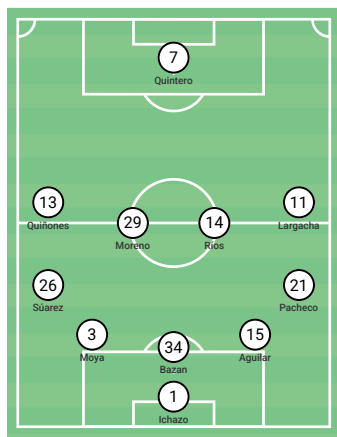 7
Quintero
13
Quiñones
29
Moreno
14
Ríos
11
Largacha
26
Súarez
21
Pacheco
3
Moya
34
Bazan
15
Aguilar
1
Ichazo